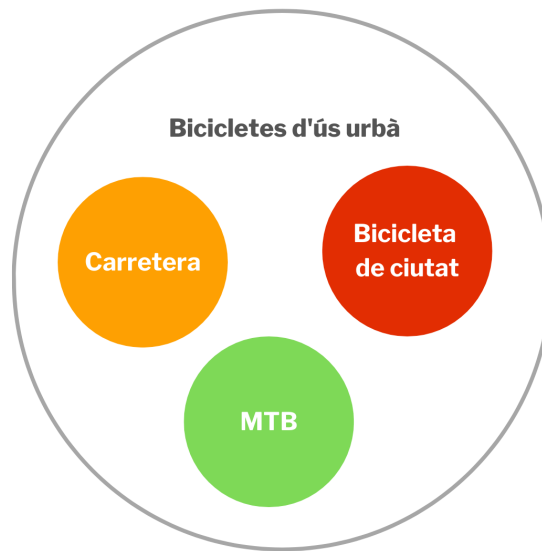 Bicicletes d'ús urbà
Carretera
Bicicleta
de ciutat
MTB